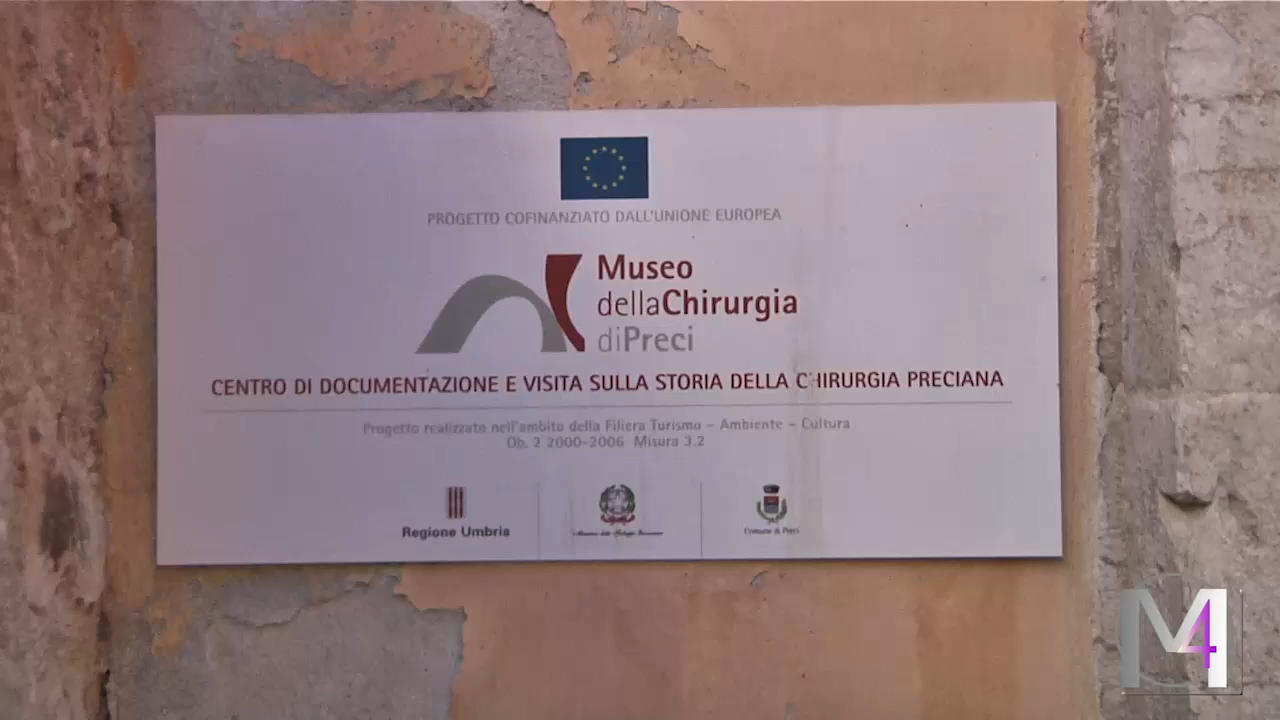 PROGETTO COFINANZIATO DALL'UNIONE EUROPEA
Museo
dellaChirurgia
diPreci
CENTRO DI DOCUMENTAZIONE E VISITA SULLA STORIA DELLA CHIRURGIA PRECIANA
Progetto realizzato nell'ambito della Filiera Turismo - Ambiente - Cultura
Ob. 2 2000-2006 Misura 3.2
Regione Umbria
Comune di Preci
M4